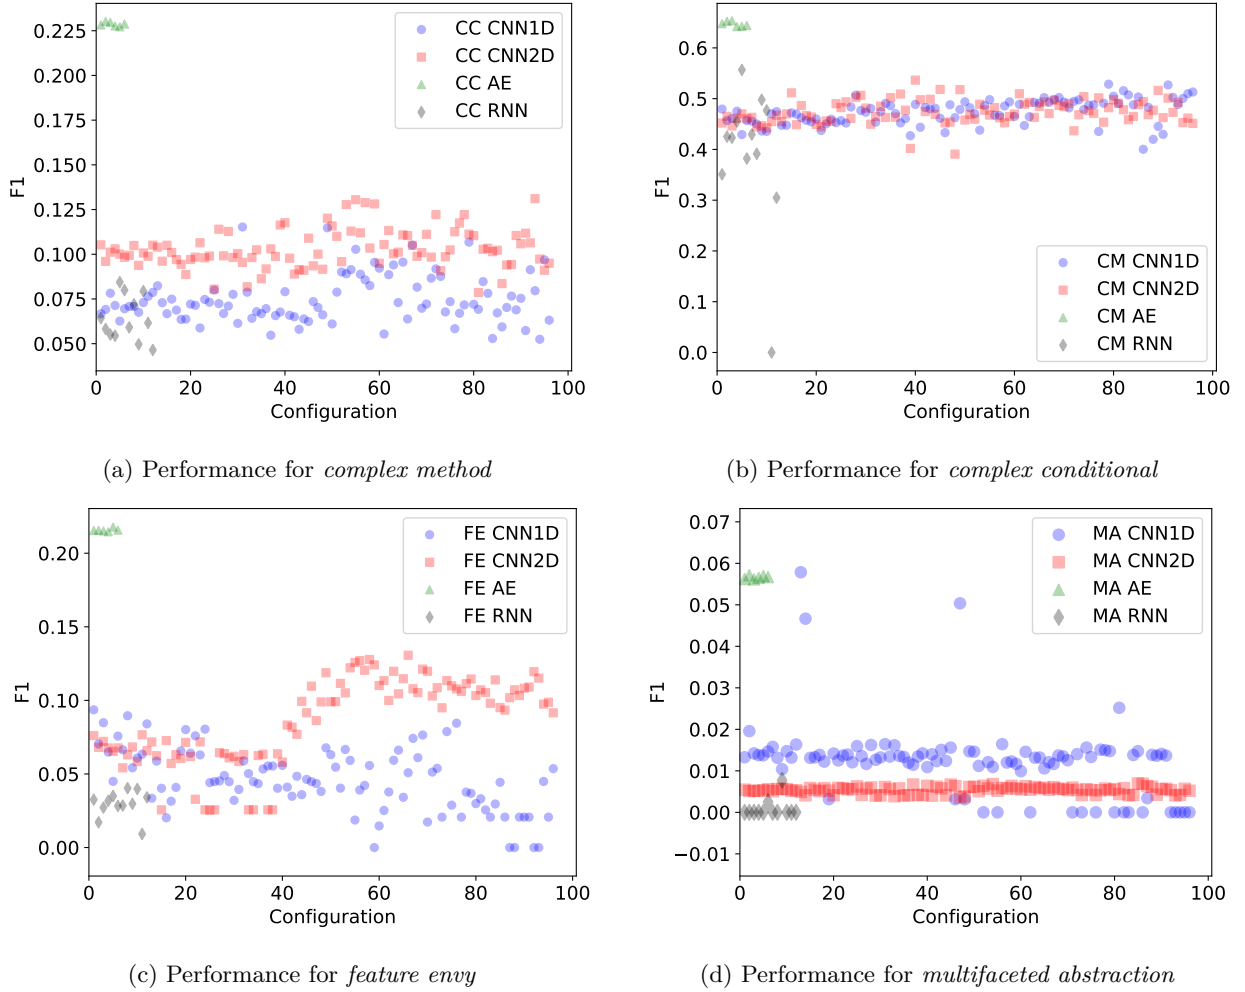 0.225
0.200
0.175
0.150
0.125
0.100
0.075
0.050
F1
CC CNN1D
CC CNN2D
CC AE
CC RNN
0 20 40 60 80 100
Configuration
(a) Performance for complex method
0.6
0.5
0.4
0.3
0.2
0.1
0.0
F1
CM CNN1D
CM CNN2D
CM AE
CM RNN
0 20 40 60 80 100
Configuration
(b) Performance for complex conditional
0.20
0.15
0.10
0.05
0.00
F1
FE CNN1D
FE CNN2D
FE AE
FE RNN
0 20 40 60 80 100
Configuration
(c) Performance for feature envy
0.07
0.06
0.05
0.04
0.03
0.02
0.01
0.00
−0.01
F1
MA CNN1D
MA CNN2D
MA AE
MA RNN
0 20 40 60 80 100
Configuration
(d) Performance for multifaceted abstraction